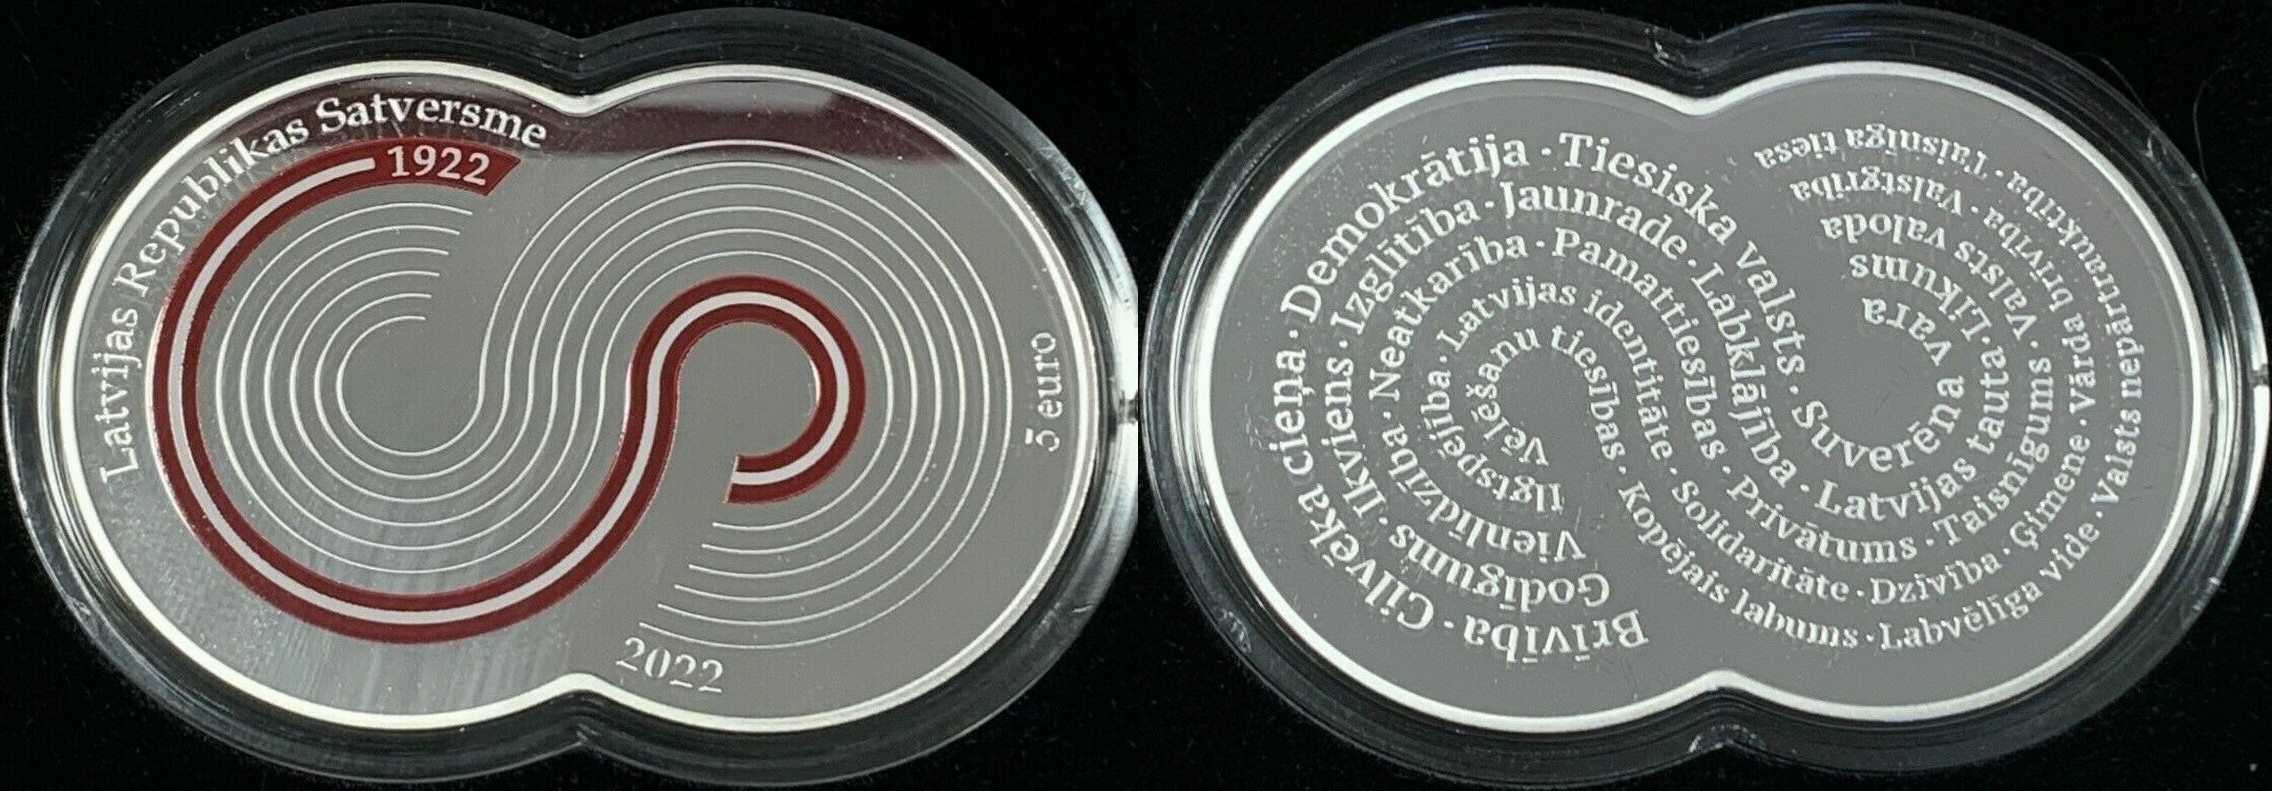 Latvijas Republikas Satversme
1922
2022
5 euro
Brīvība · Cilvēka cieņa · Demokrātija · Tiesiska valsts · Suverēna vara
Godīgums · Ikviens · Izglītība · Jaunrade · Labklājība · Latvijas tauta · Likums
Vienlīdzība · Neatkarība · Pamattiesības · Privātums · Taisnīgums · Valsts valoda
Ilgtspējība · Latvijas identitāte · Solidaritāte · Dzīvība · Ģimene · Vārda brīvība · Valstgriba
Vēlēšanu tiesības · Kopējais labums · Labvēlīga vide · Valsts nepārtrauktība · Taisnīga tiesa